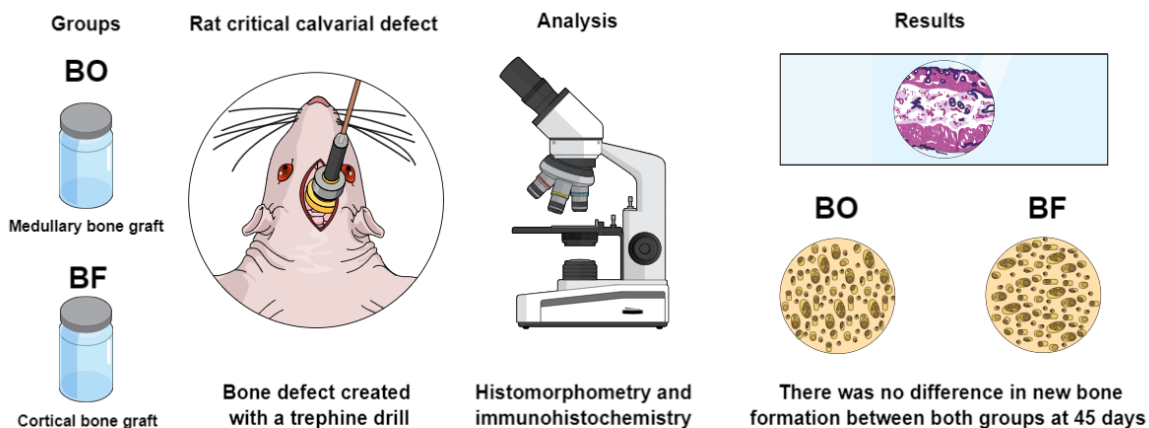 Groups
BO
Medullary bone graft
BF
Cortical bone graft
Rat critical calvarial defect
Bone defect created
with a trephine drill
Analysis
Histomorphometry and
immunohistochemistry
Results
BO
BF
There was no difference in new bone
formation between both groups at 45 days